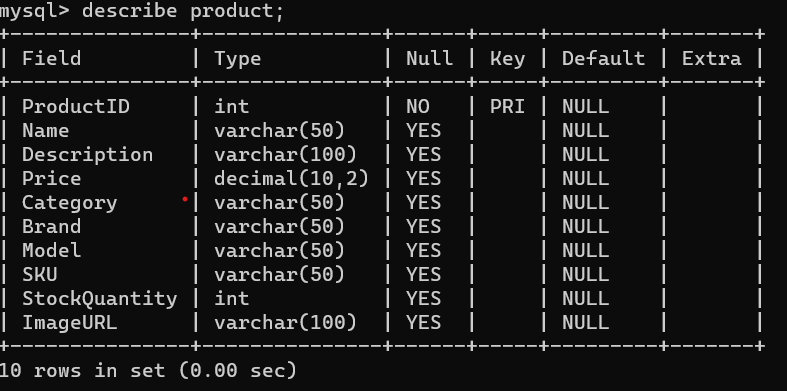 mysql> describe product;
+---------------+---------------+------+-----+---------+-------+
| Field         | Type          | Null | Key | Default | Extra |
+---------------+---------------+------+-----+---------+-------+
| ProductID     | int           | NO   | PRI | NULL    |       |
| Name          | varchar(50)   | YES  |     | NULL    |       |
| Description   | varchar(100)  | YES  |     | NULL    |       |
| Price         | decimal(10,2) | YES  |     | NULL    |       |
| Category      | varchar(50)   | YES  |     | NULL    |       |
| Brand         | varchar(50)   | YES  |     | NULL    |       |
| Model         | varchar(50)   | YES  |     | NULL    |       |
| SKU           | varchar(50)   | YES  |     | NULL    |       |
| StockQuantity | int           | YES  |     | NULL    |       |
| ImageURL      | varchar(100)  | YES  |     | NULL    |       |
+---------------+---------------+------+-----+---------+-------+
10 rows in set (0.00 sec)